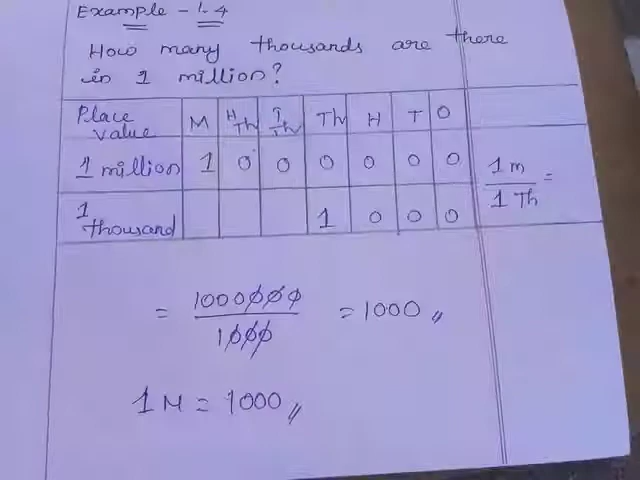 Example - 1.4
How many thousands are there
in 1 million?
Place value M H Th T Th Th H T O
1 million 1 0 0 0 0 0 0 1 m / 1 Th =
1 thousand 1 0 0 0
= 1000000 / 1000 = 1000 //
1 M = 1000 //